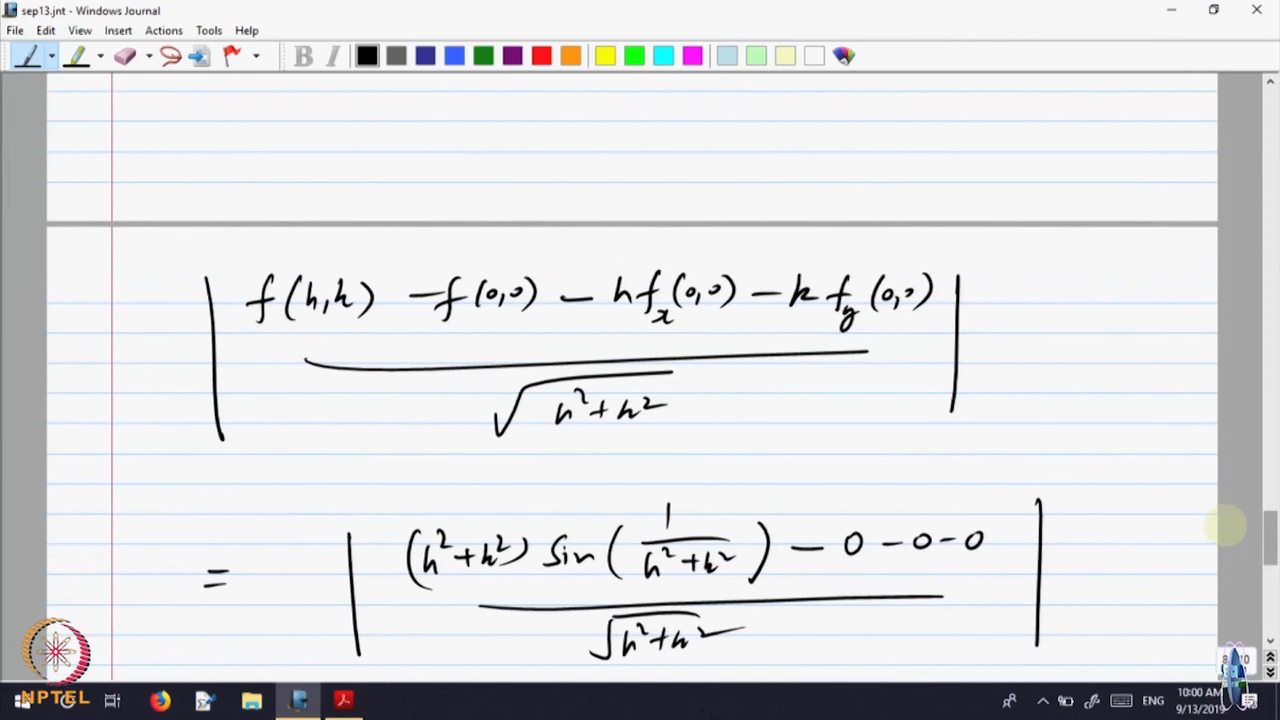 sep13.jnt - Windows Journal
File Edit View Insert Actions Tools Help
B I
| f(h,k) - f(0,0) - h f_x(0,0) - k f_y(0,0) |
√(h²+k²)
= | (h²+k²) sin(1/(h²+k²)) - 0 - 0 - 0 |
√(h²+k²)
NPTEL
ENG
10:00 AM
9/13/2019